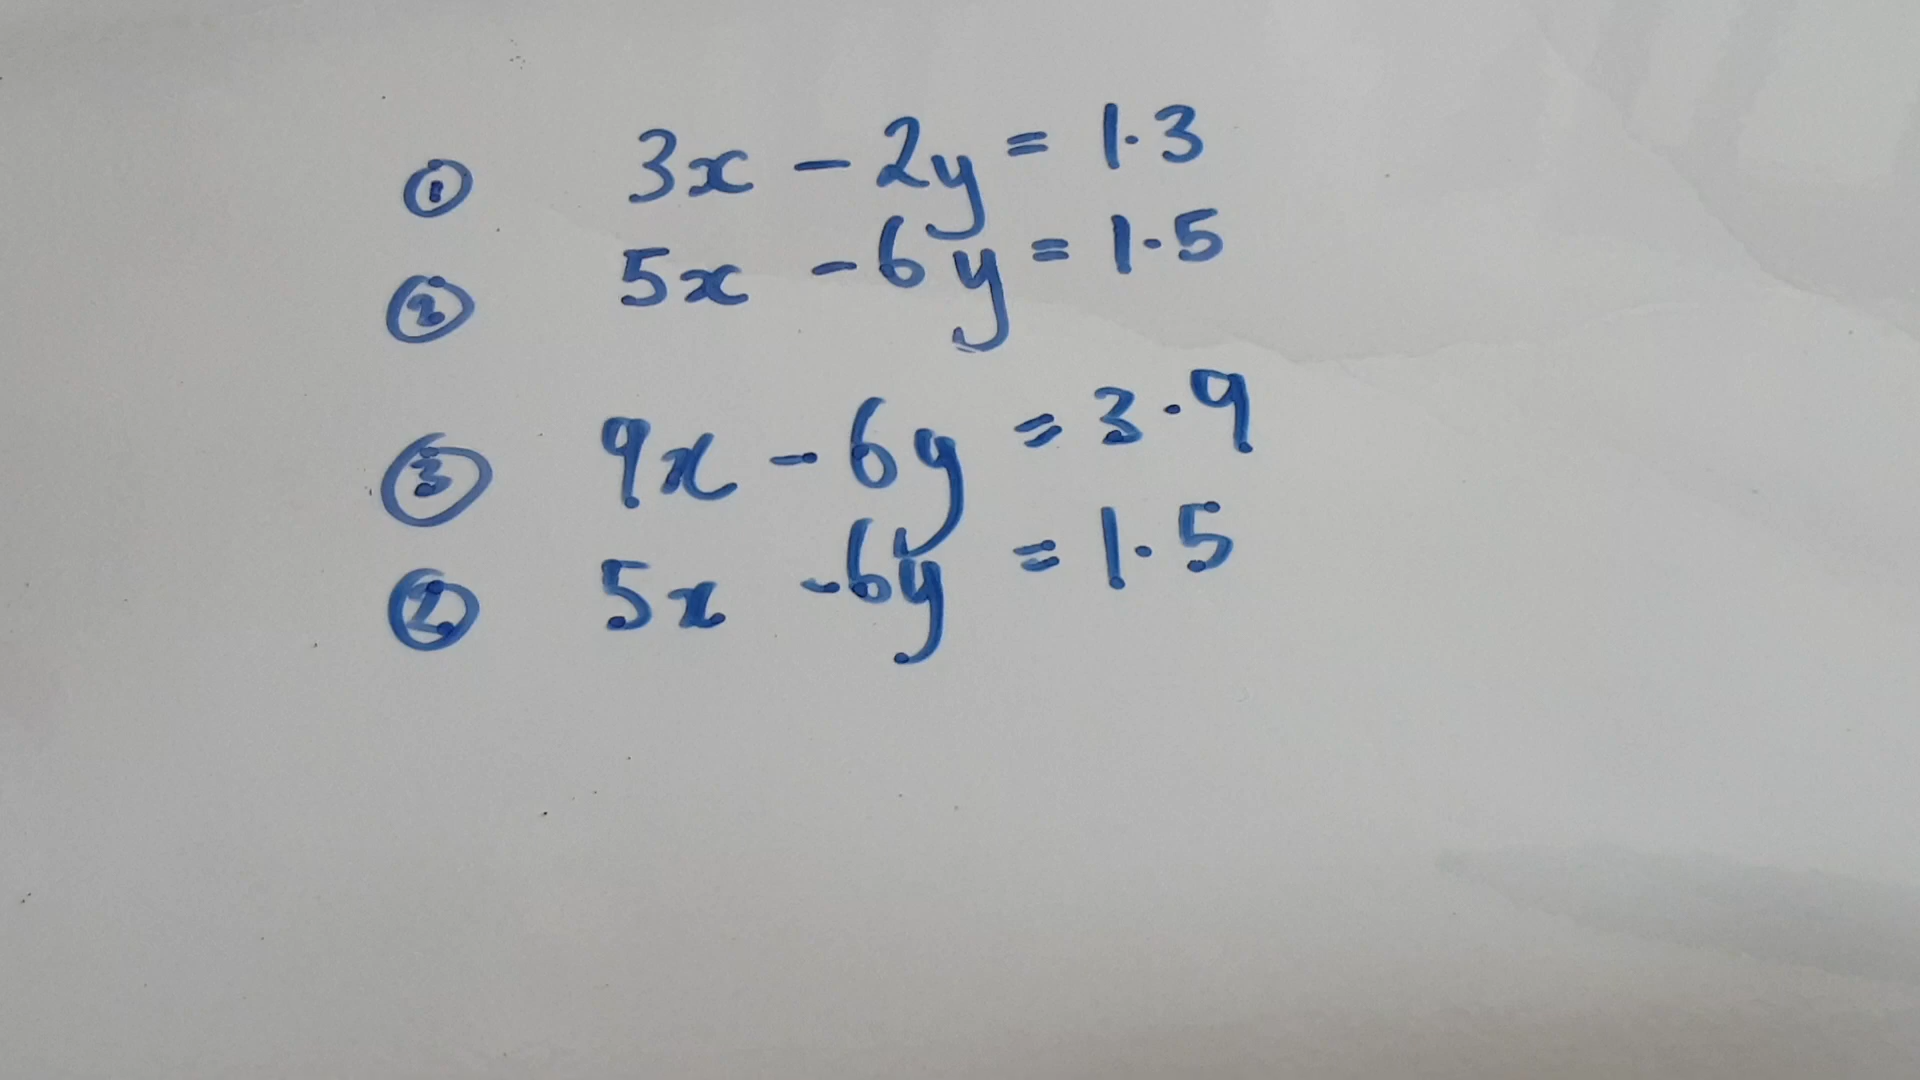 ① 3x - 2y = 1.3
② 5x - 6y = 1.5
③ 9x - 6y = 3.9
② 5x - 6y = 1.5